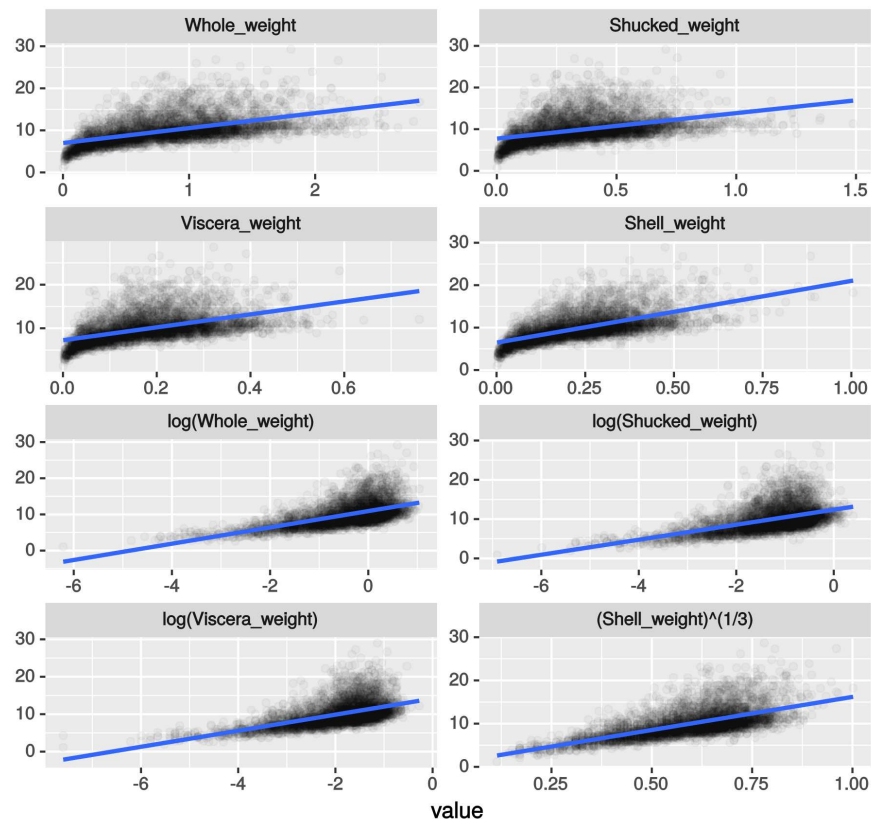 Whole_weight Shucked_weight
30 30
20 20
10 10
0 0
0 1 2 0.0 0.5 1.0 1.5
Viscera_weight Shell_weight
30
20 20
10 10
0
0.0 0.2 0.4 0.6 0.00 0.25 0.50 0.75 1.00
log(Whole_weight) log(Shucked_weight)
30 30
20 20
10 10
0 0
-6 -4 -2 0 -6 -4 -2 0
log(Viscera_weight) (Shell_weight)^(1/3)
30 30
20 20
10 10
0 0
-6 -4 -2 0 0.25 0.50 0.75 1.00
value